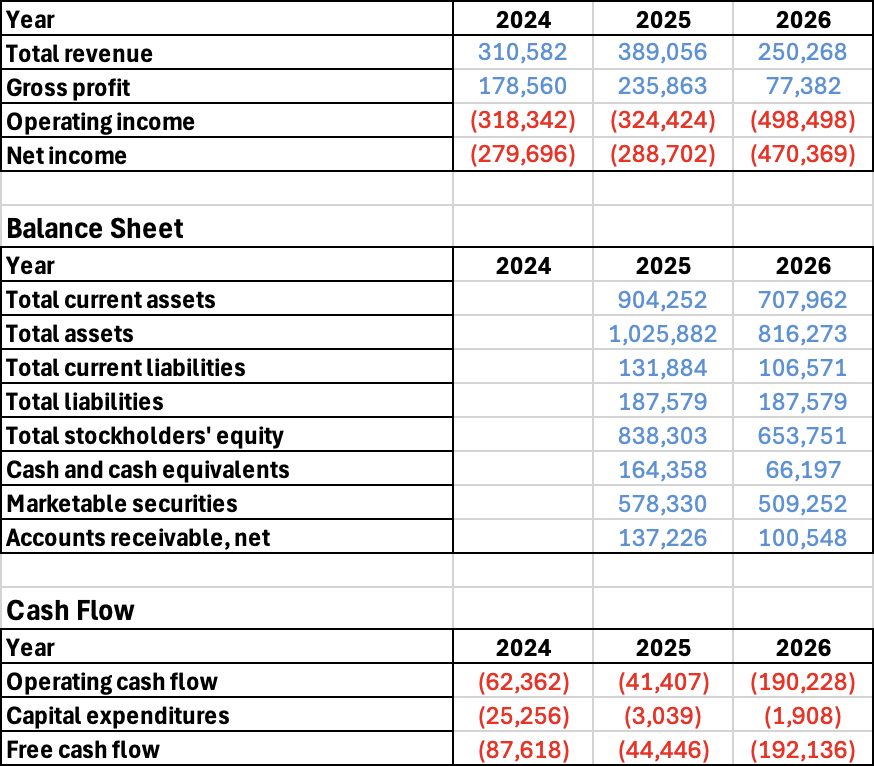 Year 2024 2025 2026
Total revenue 310,582 389,056 250,268
Gross profit 178,560 235,863 77,382
Operating income (318,342) (324,424) (498,498)
Net income (279,696) (288,702) (470,369)
Balance Sheet
Year 2024 2025 2026
Total current assets 904,252 707,962
Total assets 1,025,882 816,273
Total current liabilities 131,884 106,571
Total liabilities 187,579 187,579
Total stockholders' equity 838,303 653,751
Cash and cash equivalents 164,358 66,197
Marketable securities 578,330 509,252
Accounts receivable, net 137,226 100,548
Cash Flow
Year 2024 2025 2026
Operating cash flow (62,362) (41,407) (190,228)
Capital expenditures (25,256) (3,039) (1,908)
Free cash flow (87,618) (44,446) (192,136)